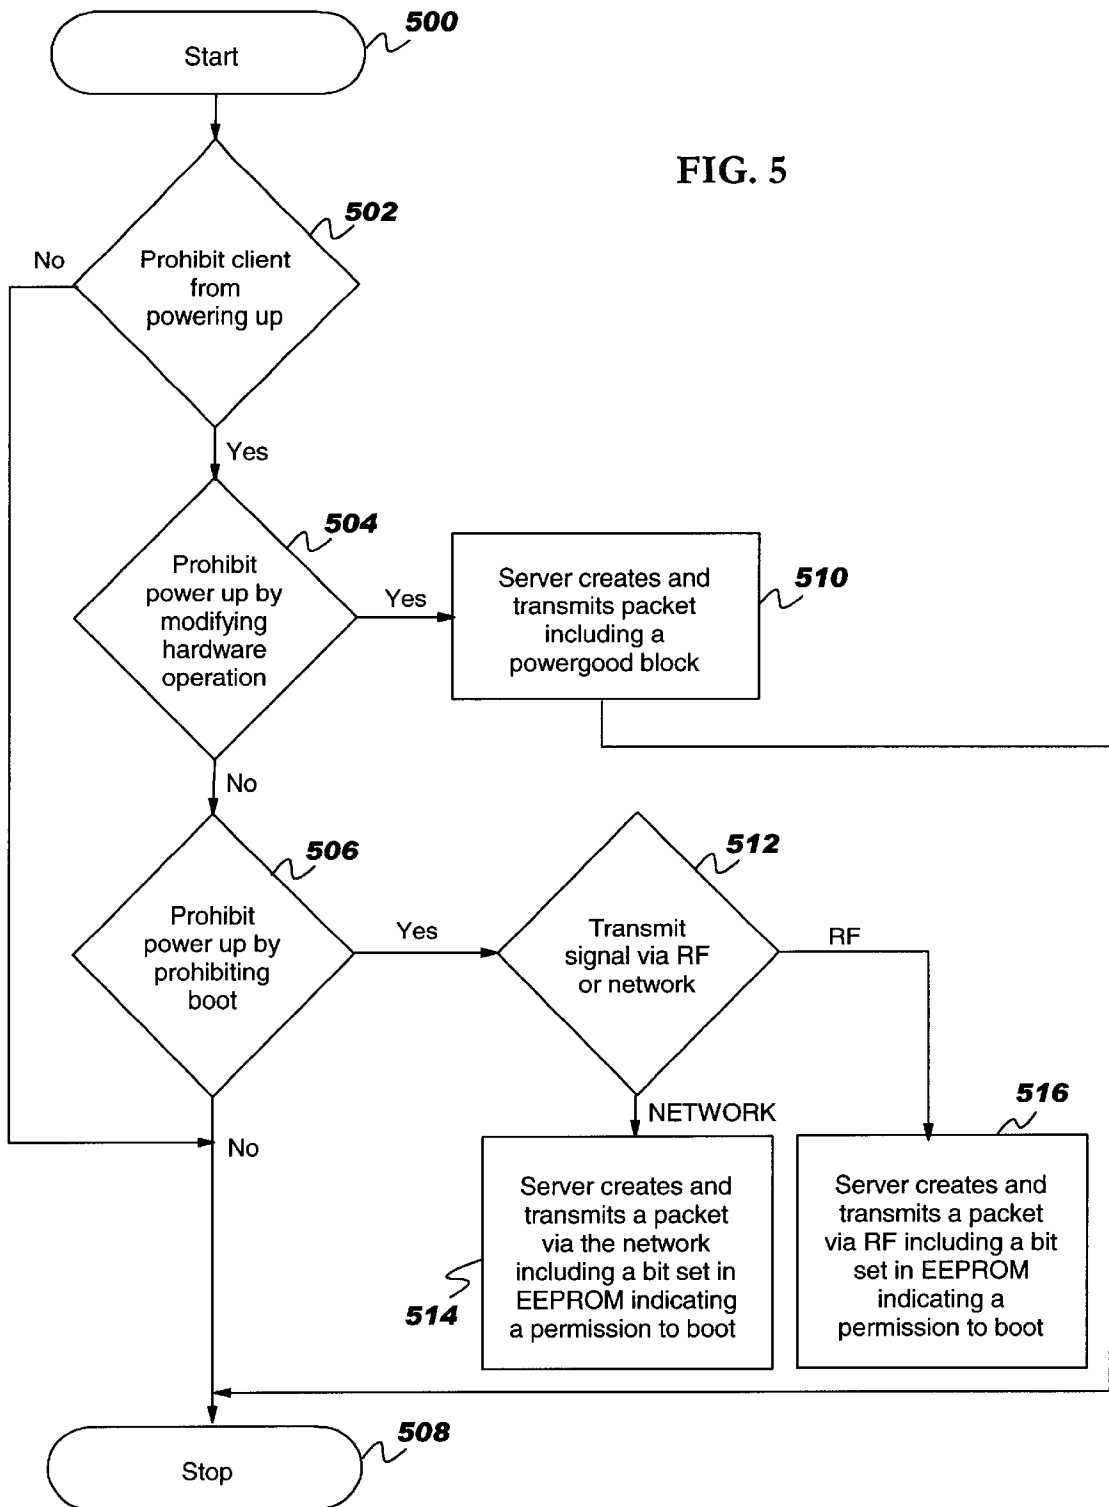 500
Start
FIG. 5
502
No
Prohibit client
from
powering up
Yes
504
Prohibit
power up by
modifying
hardware
operation
Yes
Server creates and
transmits packet
including a
powergood block
510
No
506
Prohibit
power up by
prohibiting
boot
Yes
512
Transmit
signal via RF
or network
RF
NETWORK
516
No
Server creates and
transmits a packet
via the network
including a bit set in
EEPROM indicating
a permission to boot
514
Server creates and
transmits a packet
via RF including a bit
set in EEPROM
indicating a
permission to boot
508
Stop